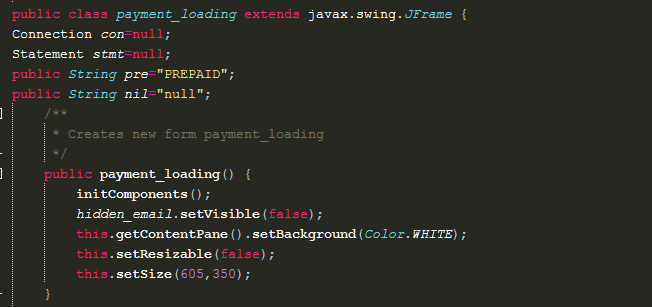 public class payment_loading extends javax.swing.JFrame {
Connection con=null;
Statement stmt=null;
public String pre="PREPAID";
public String nil="null";
/**
* Creates new form payment_loading
*/
public payment_loading() {
initComponents();
hidden_email.setVisible(false);
this.getContentPane().setBackground(Color.WHITE);
this.setResizable(false);
this.setSize(605,350);
}